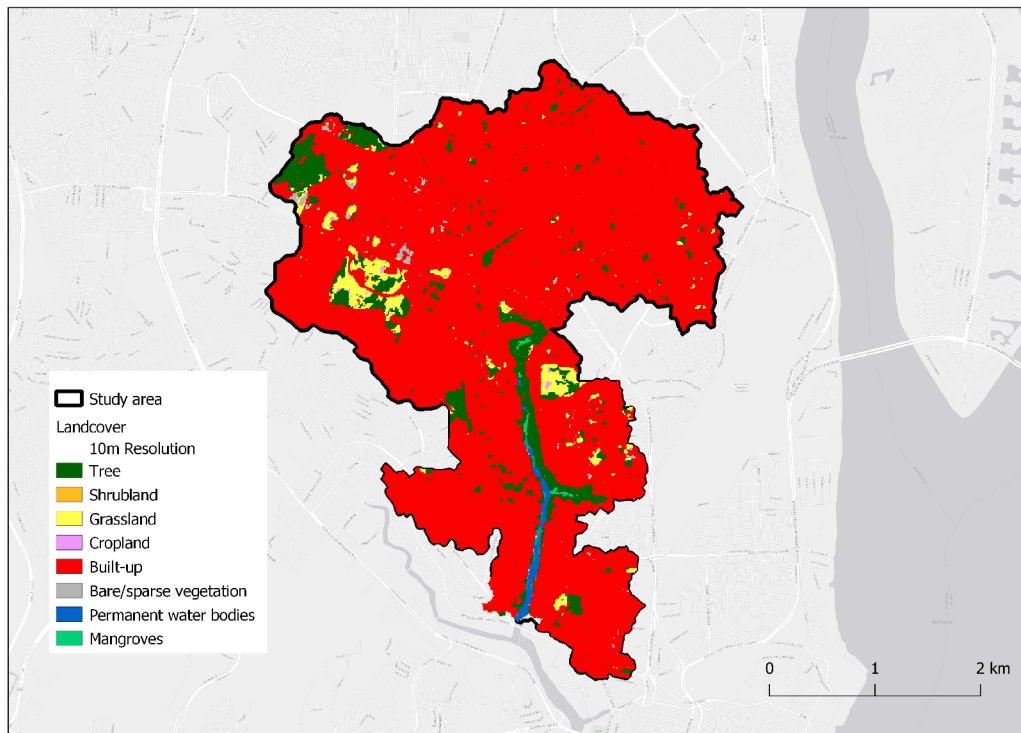 Study area
Landcover
10m Resolution
Tree
Shrubland
Grassland
Cropland
Built-up
Bare/sparse vegetation
Permanent water bodies
Mangroves
0 1 2 km